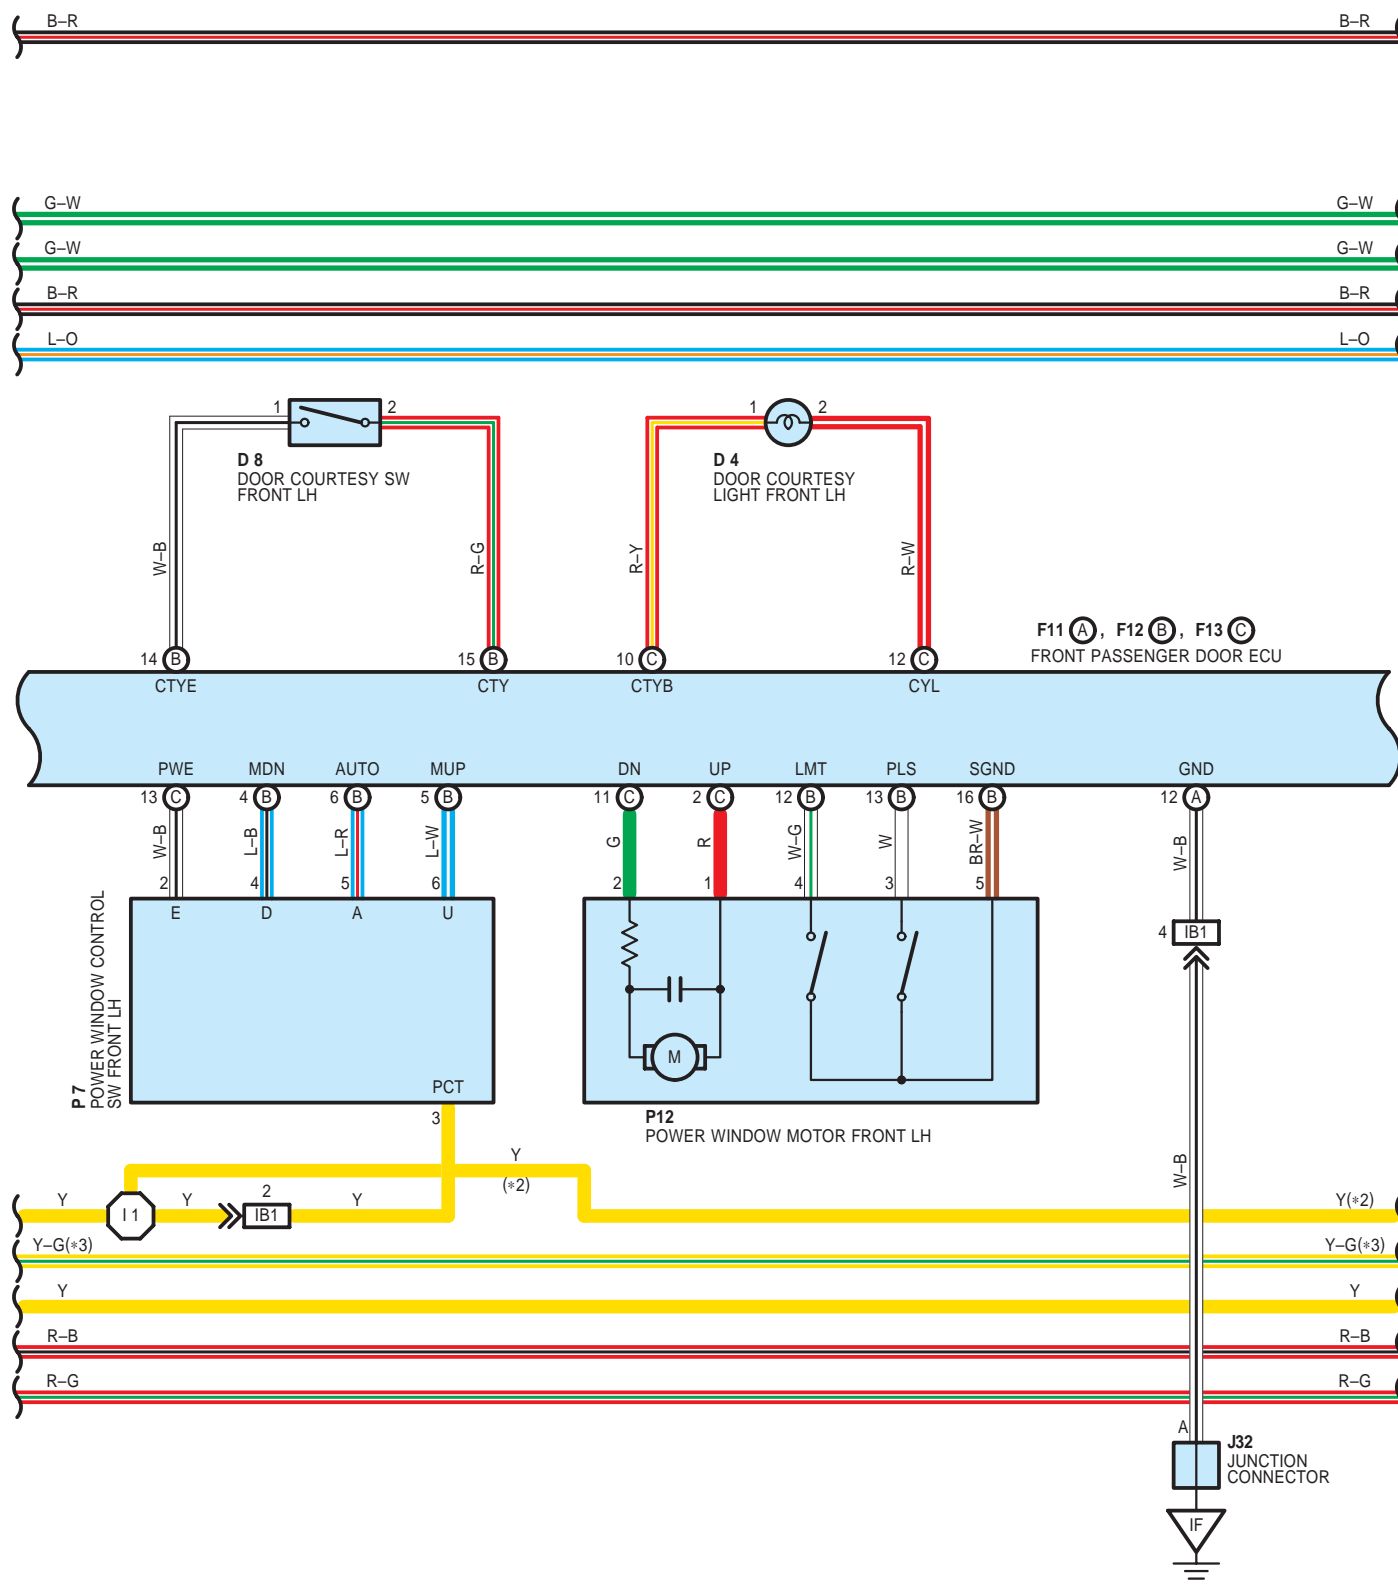 B–R B–R
G–W G–W
G–W G–W
B–R B–R
L–O L–O
1 2 1 2
D 8
DOOR COURTESY SW
FRONT LH
D 4
DOOR COURTESY
LIGHT FRONT LH
W–B R–G R–Y R–W
F11 A , F12 B , F13 C
FRONT PASSENGER DOOR ECU
14 B 15 B 10 C 12 C
CTYE CTY CTYB CYL
PWE MDN AUTO MUP DN UP LMT PLS SGND GND
13 C 4 B 6 B 5 B 11 C 2 C 12 B 13 B 16 B 12 A
W–B L–B L–R L–W G R W–G W BR–W W–B
2 4 5 6 2 1 4 3 5
E D A U
4 IB1
P 7
POWER WINDOW CONTROL
SW FRONT LH
M
PCT
3
P12
POWER WINDOW MOTOR FRONT LH
W–B
Y
(*2)
Y I 1 Y 2 IB1 Y Y(*2)
Y–G(*3) Y–G(*3)
Y Y
R–B R–B
R–G R–G
A
J32
JUNCTION
CONNECTOR
IF